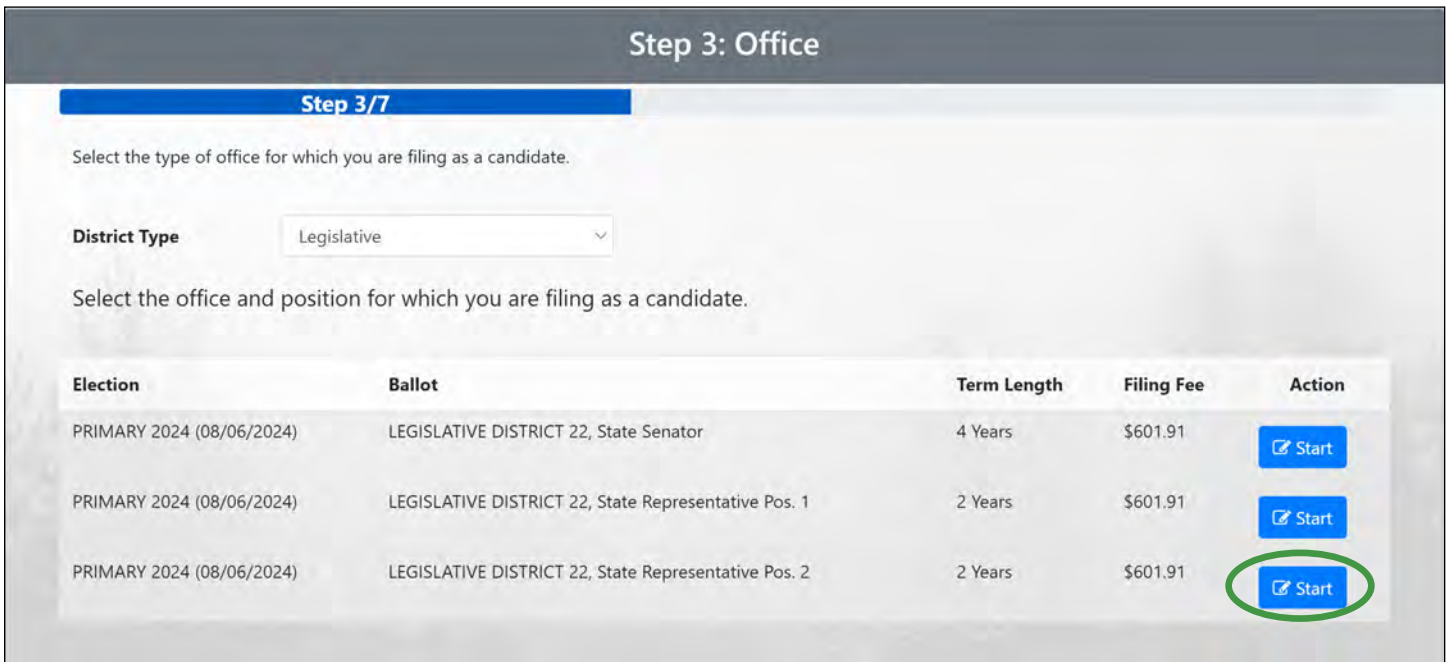 Step 3: Office
Step 3/7
Select the type of office for which you are filing as a candidate.
District Type Legislative
Select the office and position for which you are filing as a candidate.
Election Ballot Term Length Filing Fee Action
PRIMARY 2024 (08/06/2024) LEGISLATIVE DISTRICT 22, State Senator 4 Years $601.91 Start
PRIMARY 2024 (08/06/2024) LEGISLATIVE DISTRICT 22, State Representative Pos. 1 2 Years $601.91 Start
PRIMARY 2024 (08/06/2024) LEGISLATIVE DISTRICT 22, State Representative Pos. 2 2 Years $601.91 Start